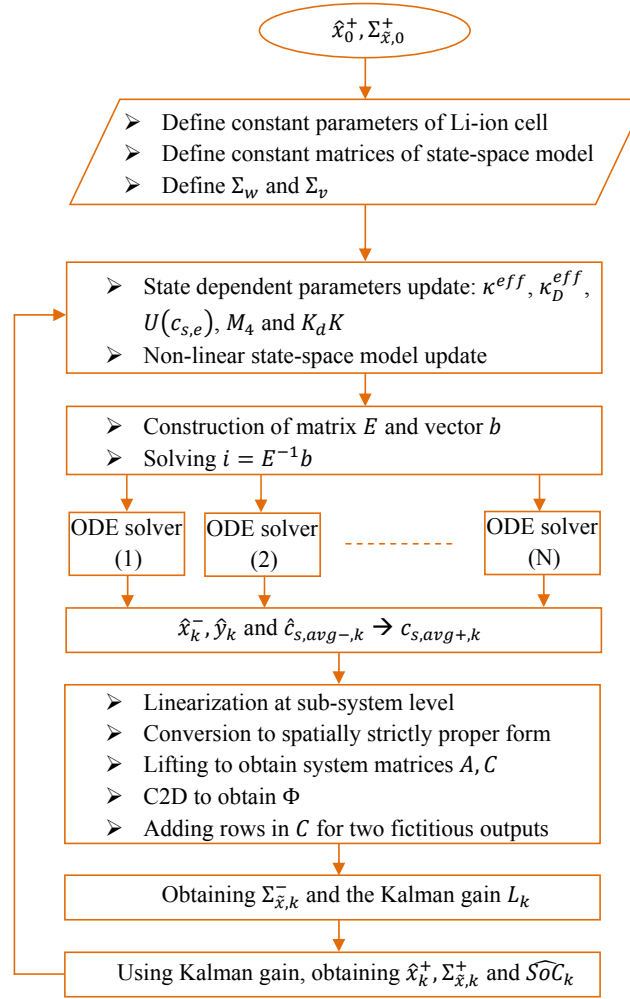 x̂₀⁺, Σ⁺ₓ̃,₀
➢ Define constant parameters of Li-ion cell
➢ Define constant matrices of state-space model
➢ Define Σ_w and Σ_v
➢ State dependent parameters update: κ^{eff}, κ_D^{eff},
U(c_{s,e}), M₄ and K_dK
➢ Non-linear state-space model update
➢ Construction of matrix E and vector b
➢ Solving i = E⁻¹b
ODE solver
(1)
ODE solver
(2)
ODE solver
(N)
x̂_k⁻, ŷ_k and ĉ_{s,avg−,k} → c_{s,avg+,k}
➢ Linearization at sub-system level
➢ Conversion to spatially strictly proper form
➢ Lifting to obtain system matrices A, C
➢ C2D to obtain Φ
➢ Adding rows in C for two fictitious outputs
Obtaining Σ⁻_{x̃,k} and the Kalman gain L_k
Using Kalman gain, obtaining x̂_k⁺, Σ⁺_{x̃,k} and \widehat{SoC}_k